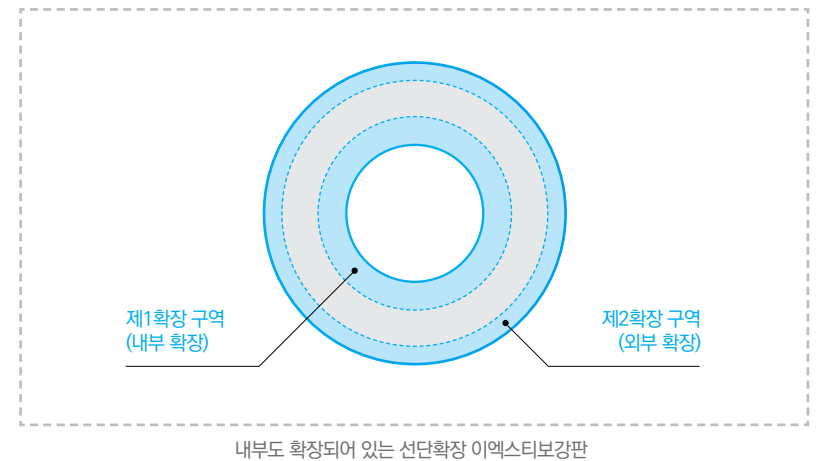 제1확장 구역
(내부 확장)
제2확장 구역
(외부 확장)
내부도 확장되어 있는 선단확장 이엑스티보강판